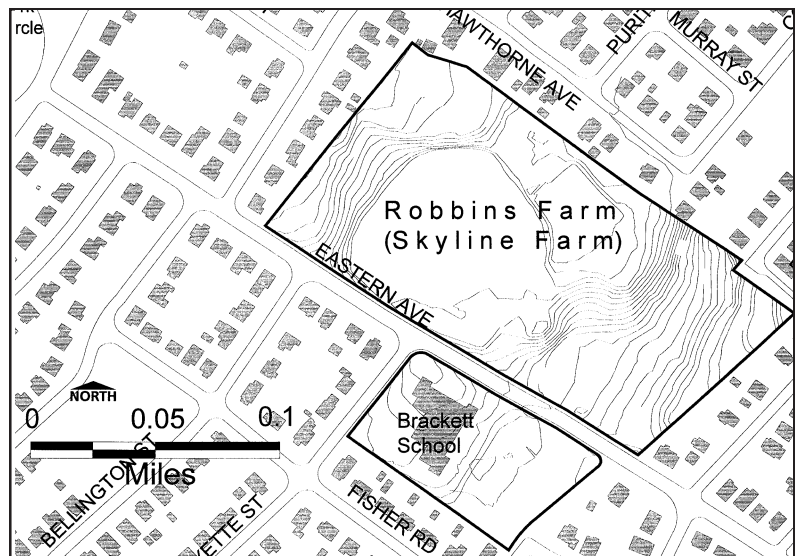 rcle
HAWTHORNE AVE
MURRAY ST
Robbins Farm
(Skyline Farm)
EASTERN AVE
NORTH
0 0.05 0.1
Miles
Brackett
School
BELLINGTON ST
FISHER RD